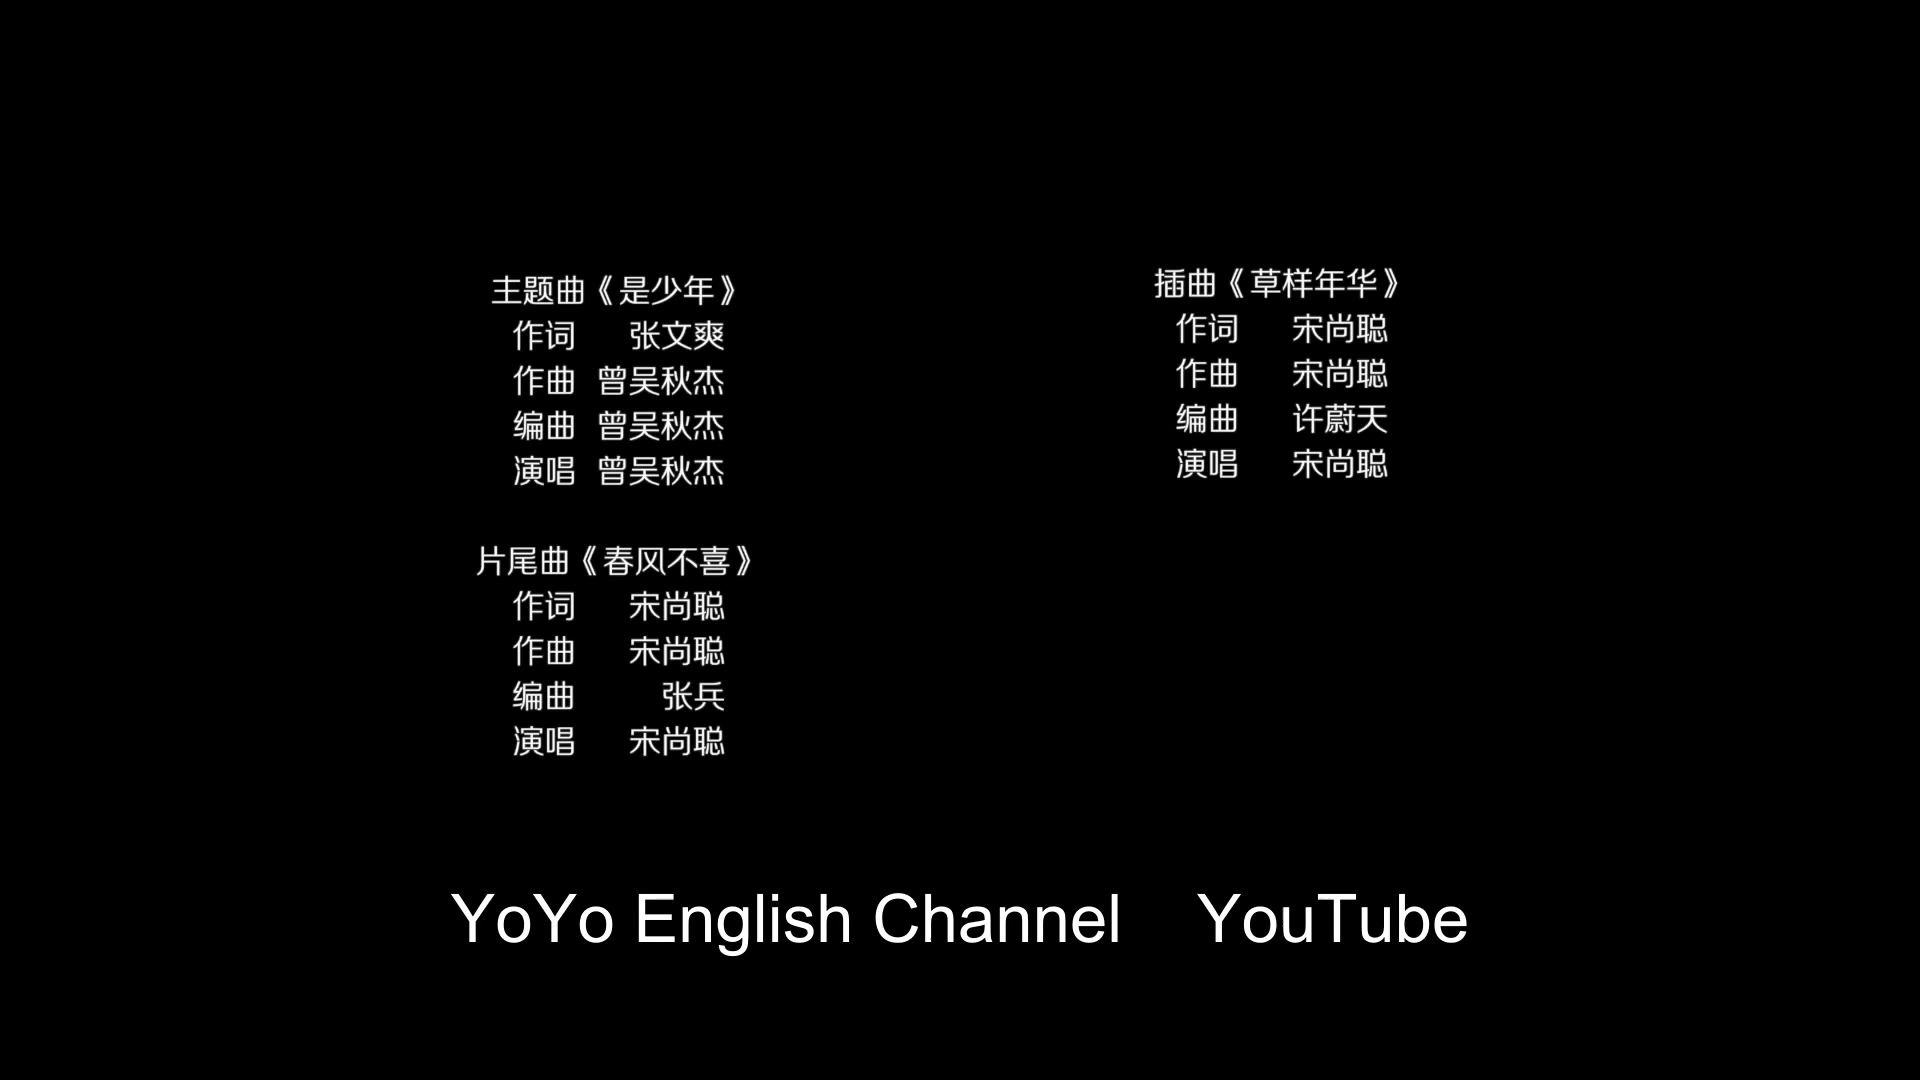 主题曲《是少年》
作词 张文爽
作曲 曾吴秋杰
编曲 曾吴秋杰
演唱 曾吴秋杰
片尾曲《春风不喜》
作词 宋尚聪
作曲 宋尚聪
编曲 张兵
演唱 宋尚聪
插曲《草样年华》
作词 宋尚聪
作曲 宋尚聪
编曲 许蔚天
演唱 宋尚聪
YoYo English Channel YouTube